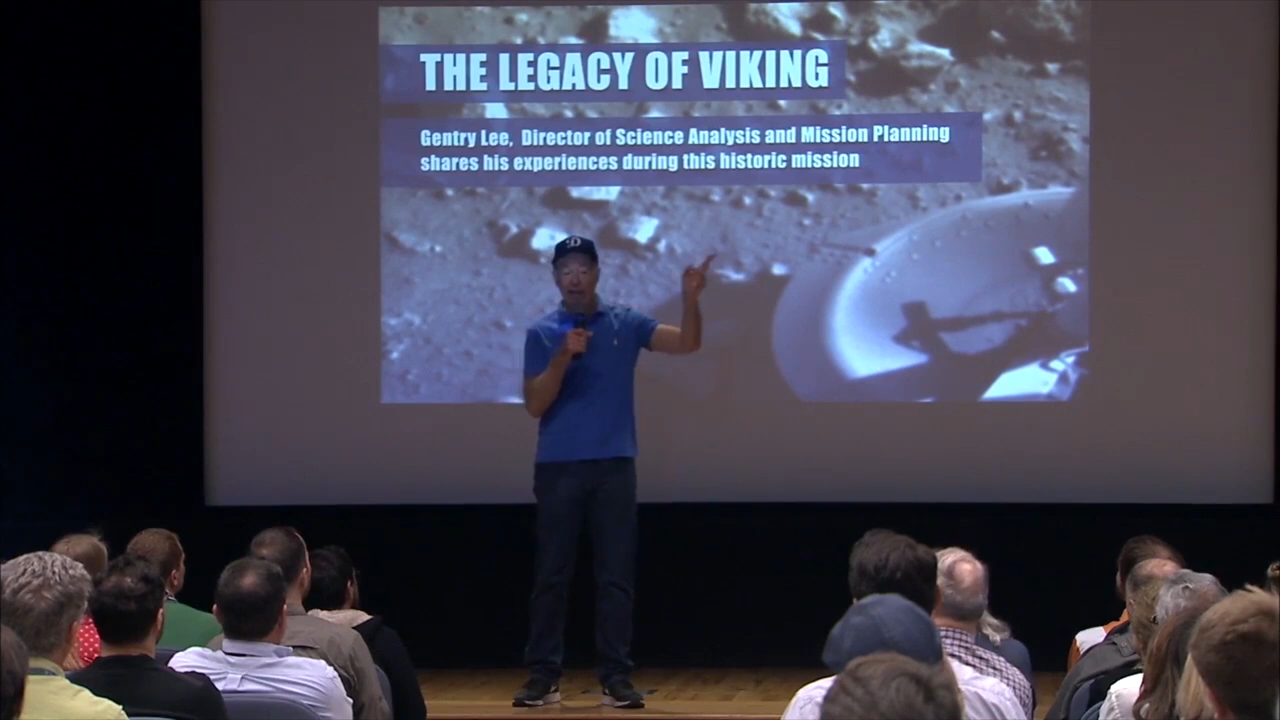 THE LEGACY OF VIKING
Gentry Lee, Director of Science Analysis and Mission Planning
shares his experiences during this historic mission
D